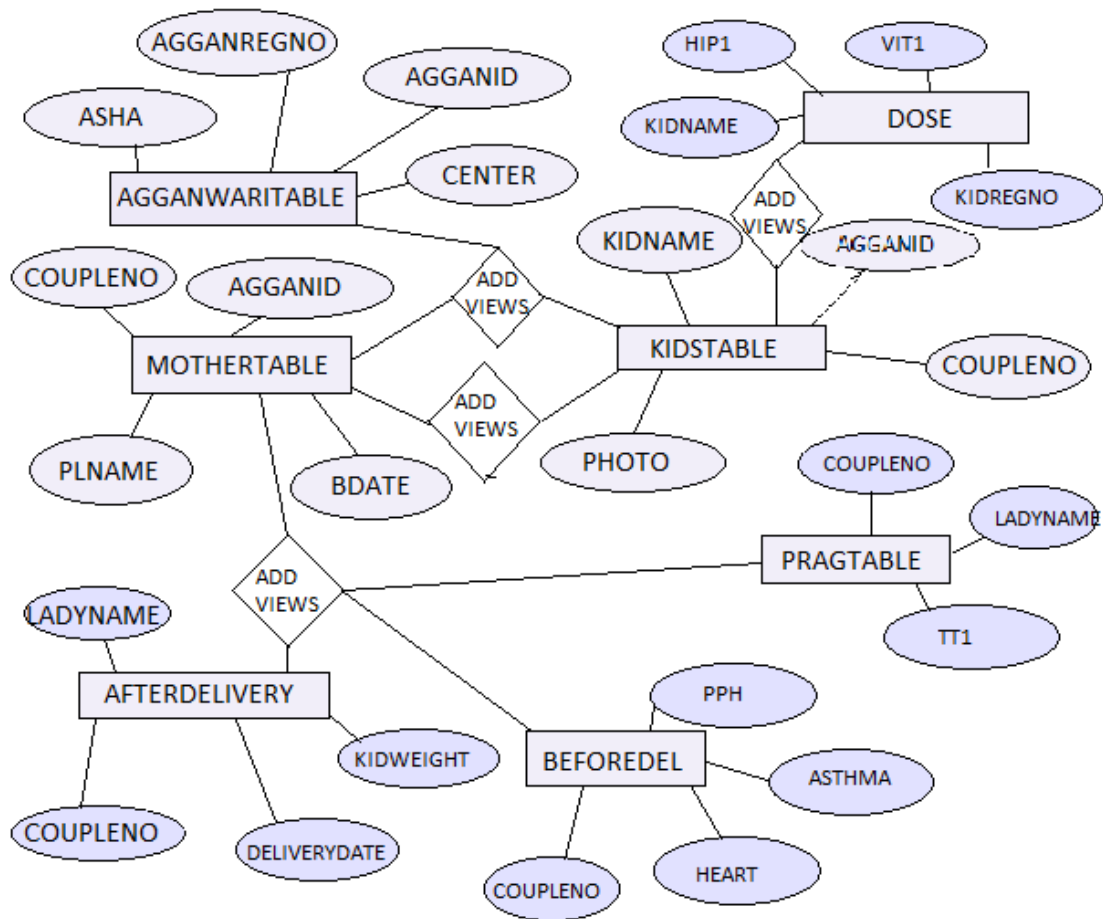 AGGANREGNO
HIP1
VIT1
AGGANID
ASHA
DOSE
KIDNAME
CENTER
AGGANWARITABLE
KIDREGNO
ADD
VIEWS
KIDNAME
AGGANID
COUPLENO
AGGANID
ADD
VIEWS
MOTHERTABLE
KIDSTABLE
COUPLENO
ADD
VIEWS
PLNAME
BDATE
PHOTO
COUPLENO
LADYNAME
PRAGTABLE
ADD
VIEWS
LADYNAME
TT1
AFTERDELIVERY
PPH
KIDWEIGHT
BEFOREDEL
ASTHMA
COUPLENO
DELIVERYDATE
HEART
COUPLENO